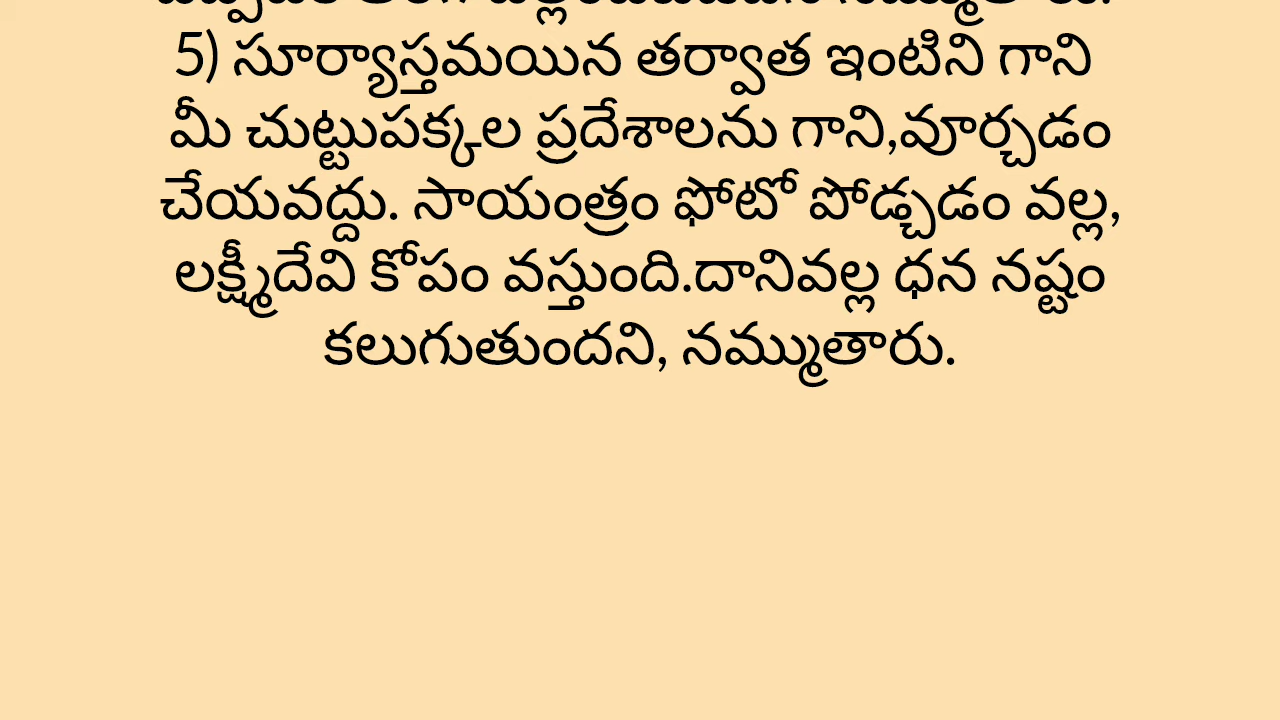 5) సూర్యాస్తమయిన తర్వాత ఇంటిని గాని
మీ చుట్టుపక్కల ప్రదేశాలను గాని,వూర్చడం
చేయవద్దు. సాయంత్రం ఫోటో పోడ్చడం వల్ల,
లక్ష్మీదేవి కోపం వస్తుంది.దానివల్ల ధన నష్టం
కలుగుతుందని, నమ్ముతారు.